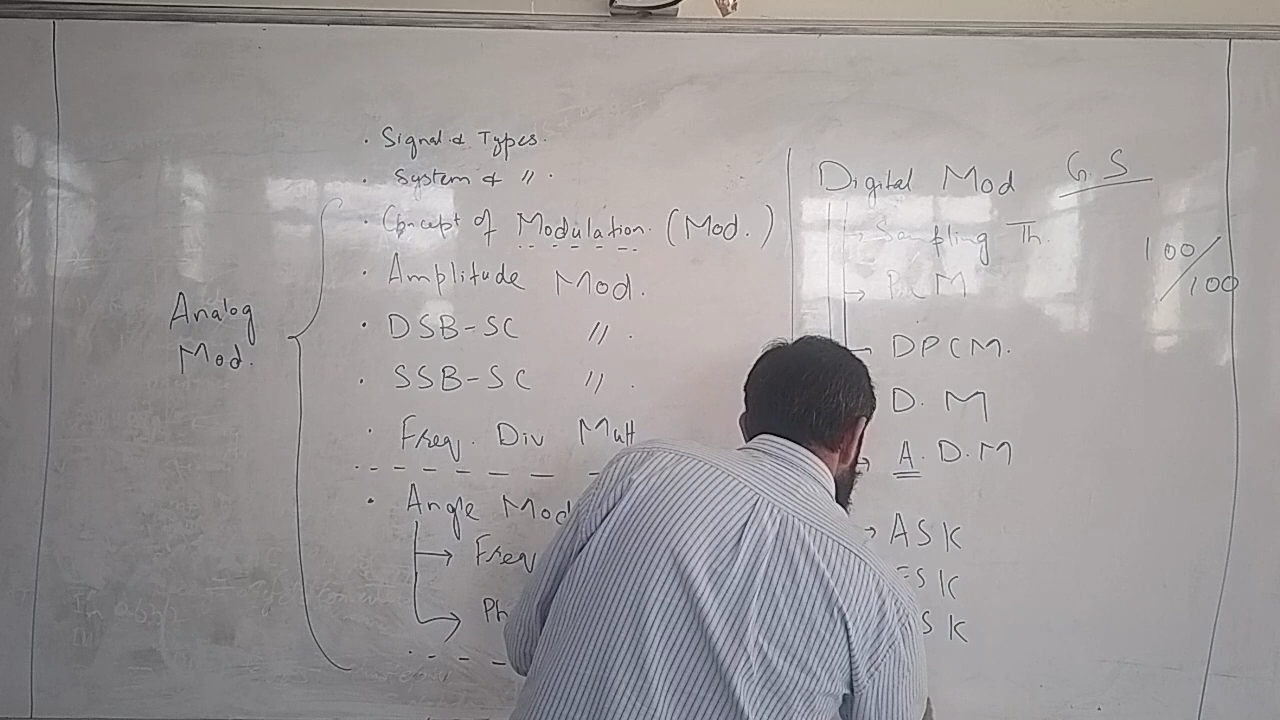 · Signal & Types.
· System & " .
· Concept of Modulation. (Mod.)
· Amplitude Mod.
· DSB-SC " .
· SSB-SC " .
· Freq. Div Mult
· Angle Mod
→ Freq
→ Ph
Analog
Mod.
Digital Mod G.S
→ Sampling Th.
→ PCM
→ DPCM.
D. M
→ A. D. M
→ ASK
FSK
SK
100/100